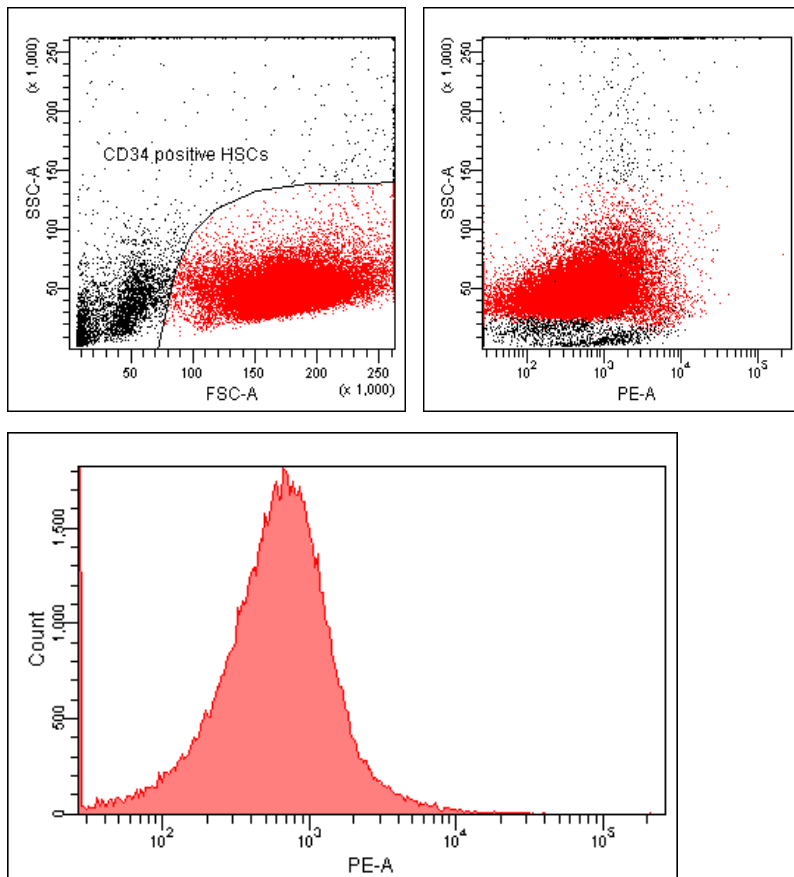 (x 1,000)
250
200
150
100
50
SSC-A
CD34 positive HSCs
50 100 150 200 250
FSC-A (x 1,000)
(x 1,000)
250
200
150
100
50
SSC-A
10² 10³ 10⁴ 10⁵
PE-A
1,500
1,000
500
0
Count
10² 10³ 10⁴ 10⁵
PE-A